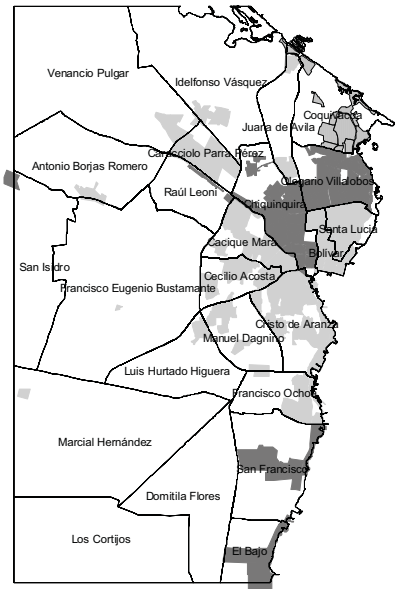 Venancio Pulgar
Idelfonso Vásquez
Coquivacoa
Juana de Avila
Caracciolo Parra Pérez
Antonio Borjas Romero
Olegario Villalobos
Raúl Leoni
Chiquinquira
Santa Lucia
Cacique Mara
Bolívar
San Isidro
Cecilio Acosta
Francisco Eugenio Bustamante
Cristo de Aranza
Manuel Dagnino
Luis Hurtado Higuera
Francisco Ochoa
Marcial Hernández
San Francisco
Domitila Flores
Los Cortijos
El Bajo